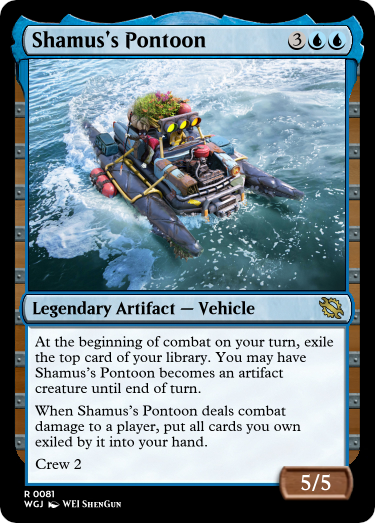 Shamus's Pontoon 3
Legendary Artifact — Vehicle
At the beginning of combat on your turn, exile
the top card of your library. You may have
Shamus's Pontoon becomes an artifact
creature until end of turn.
When Shamus's Pontoon deals combat
damage to a player, put all cards you own
exiled by it into your hand.
Crew 2
5/5
R 0081
WGJ WEI ShenGun